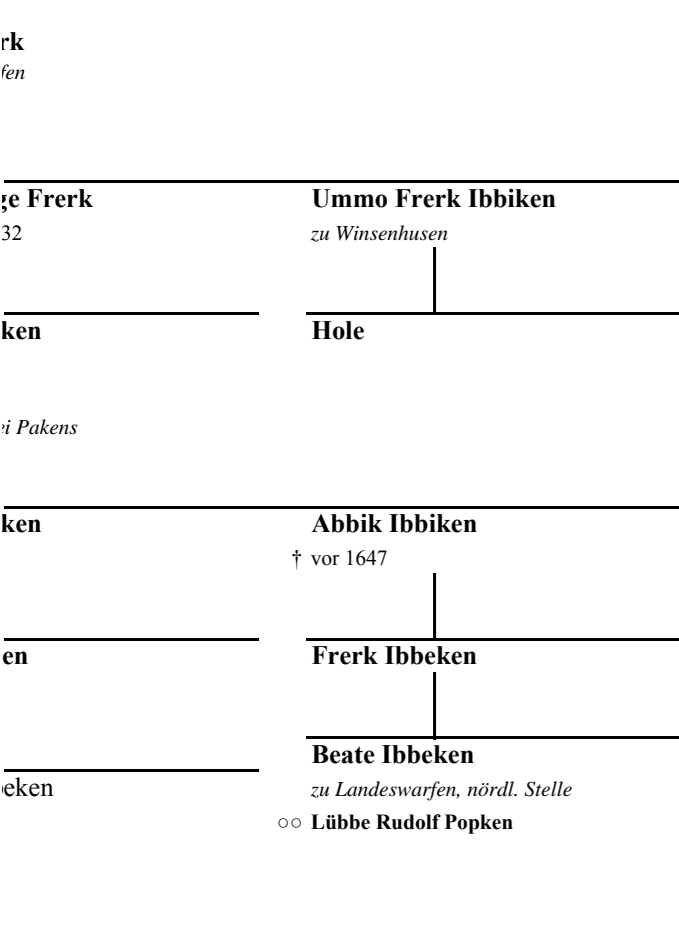 rk
fen
ge Frerk
32
Ummo Frerk Ibbiken
zu Winsenhusen
ken
Hole
ei Pakens
ken
Abbik Ibbiken
† vor 1647
en
Frerk Ibbeken
Beate Ibbeken
eken
zu Landeswarfen, nördl. Stelle
○○ Lübbe Rudolf Popken